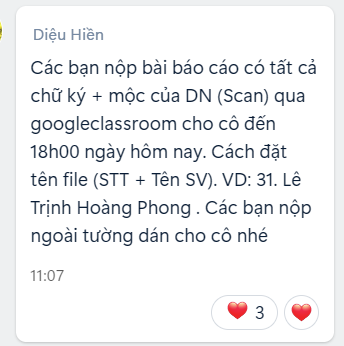 Diệu Hiền
Các bạn nộp bài báo cáo có tất cả
chữ ký + mộc của DN (Scan) qua
googleclassroom cho cô đến
18h00 ngày hôm nay. Cách đặt
tên file (STT + Tên SV). VD: 31. Lê
Trịnh Hoàng Phong . Các bạn nộp
ngoài tường dán cho cô nhé
11:07
3